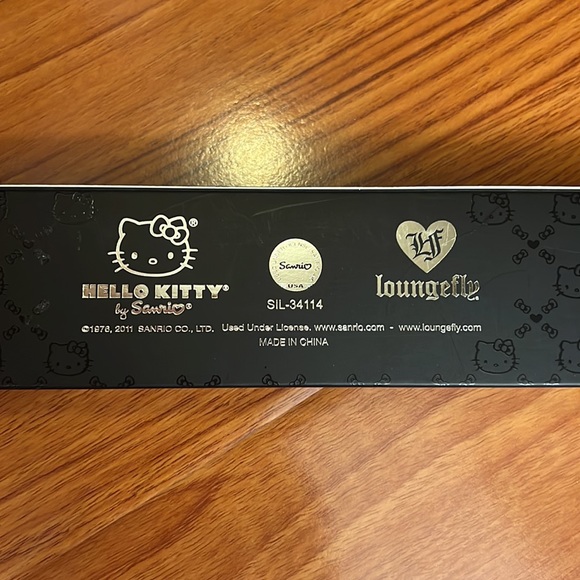 HELLO KITTY®
by Sanrio®
Sanrio
USA
SIL-34114
LF
loungefly
©1976, 2011 SANRIO CO., LTD. Used Under License. www.sanrio.com - www.loungefly.com
MADE IN CHINA